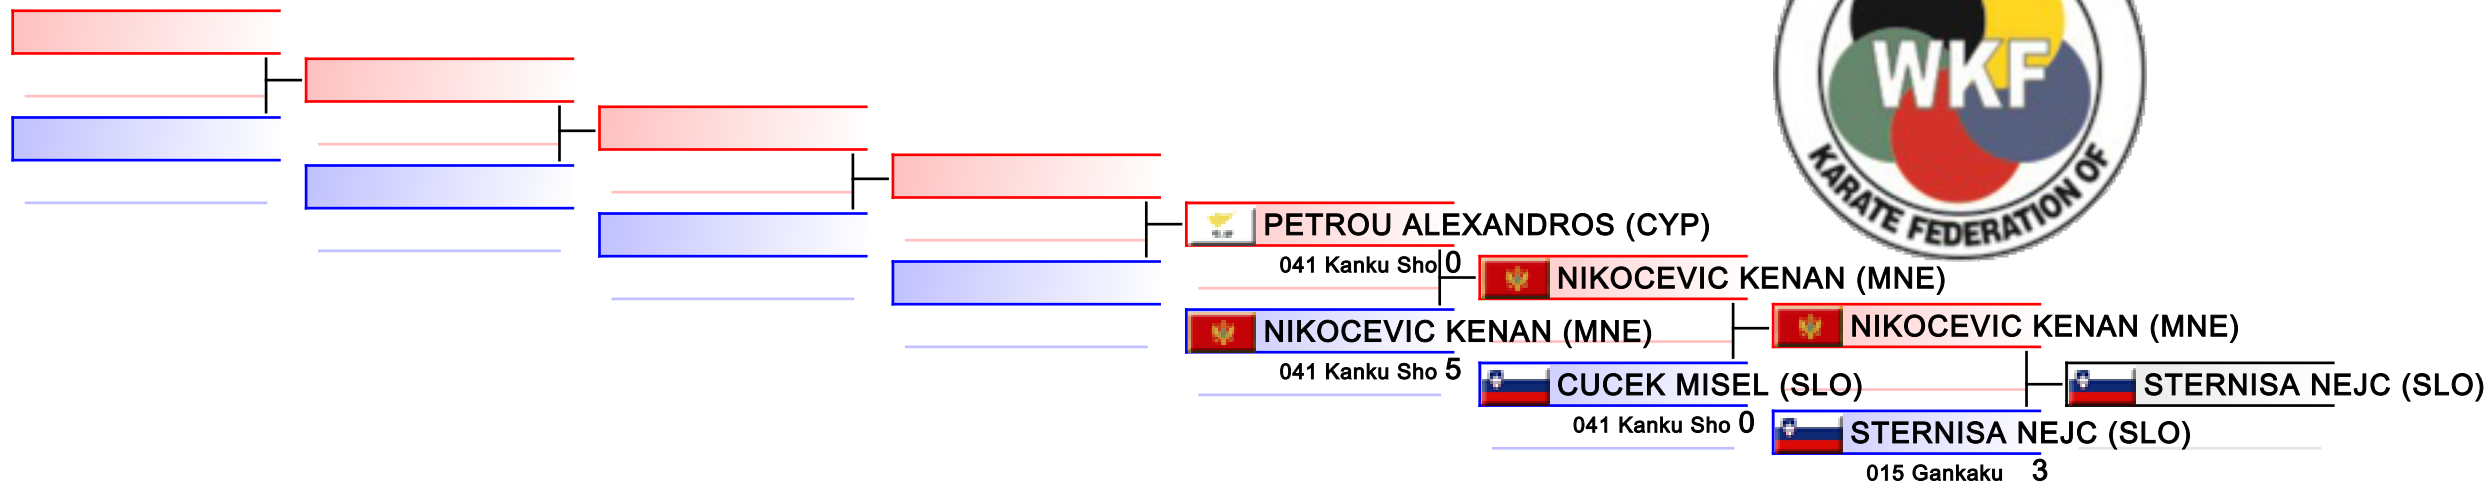 WKF
KARATE FEDERATION OF
PETROU ALEXANDROS (CYP)
041 Kanku Sho 0
NIKOCEVIC KENAN (MNE)
NIKOCEVIC KENAN (MNE)
NIKOCEVIC KENAN (MNE)
041 Kanku Sho 5
CUCEK MISEL (SLO)
STERNISA NEJC (SLO)
041 Kanku Sho 0
STERNISA NEJC (SLO)
015 Gankaku 3